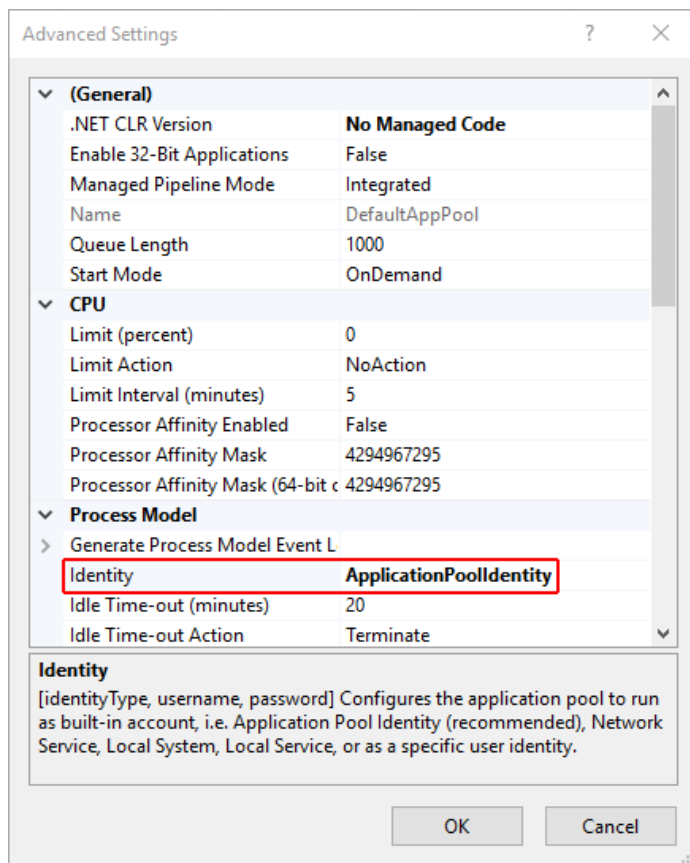 Advanced Settings
(General)
.NET CLR Version No Managed Code
Enable 32-Bit Applications False
Managed Pipeline Mode Integrated
Name DefaultAppPool
Queue Length 1000
Start Mode OnDemand
CPU
Limit (percent) 0
Limit Action NoAction
Limit Interval (minutes) 5
Processor Affinity Enabled False
Processor Affinity Mask 4294967295
Processor Affinity Mask (64-bit o 4294967295
Process Model
Generate Process Model Event L
Identity ApplicationPoolIdentity
Idle Time-out (minutes) 20
Idle Time-out Action Terminate
Identity
[identityType, username, password] Configures the application pool to run
as built-in account, i.e. Application Pool Identity (recommended), Network
Service, Local System, Local Service, or as a specific user identity.
OK Cancel